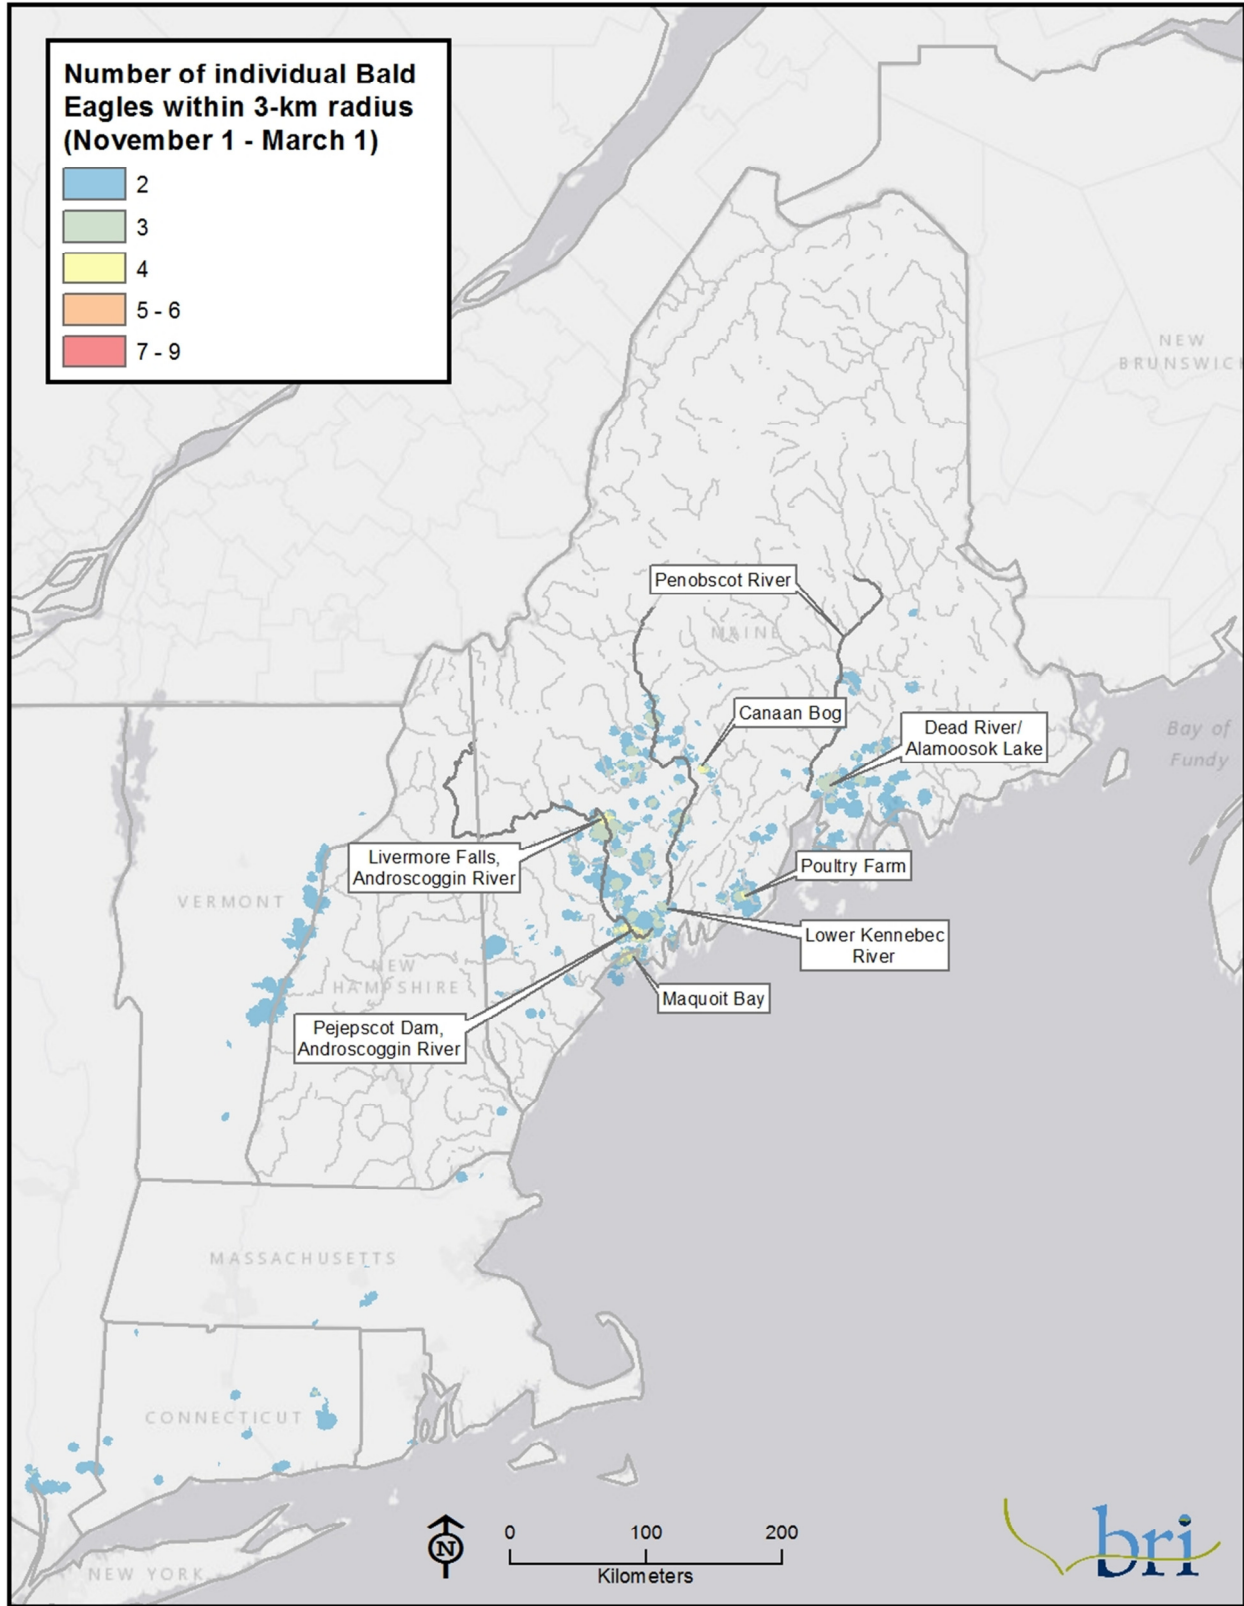 Number of individual Bald
Eagles within 3-km radius
(November 1 - March 1)
2
3
4
5 - 6
7 - 9
NEW
BRUNSWICK
Penobscot River
MAINE
Canaan Bog
Dead River/
Alamoosok Lake
Bay of
Fundy
Livermore Falls,
Androscoggin River
Poultry Farm
VERMONT
Lower Kennebec
River
NEW
HAMPSHIRE
Maquoit Bay
Pejepscot Dam,
Androscoggin River
MASSACHUSETTS
CONNECTICUT
NEW YORK
N
0 100 200
Kilometers
bri